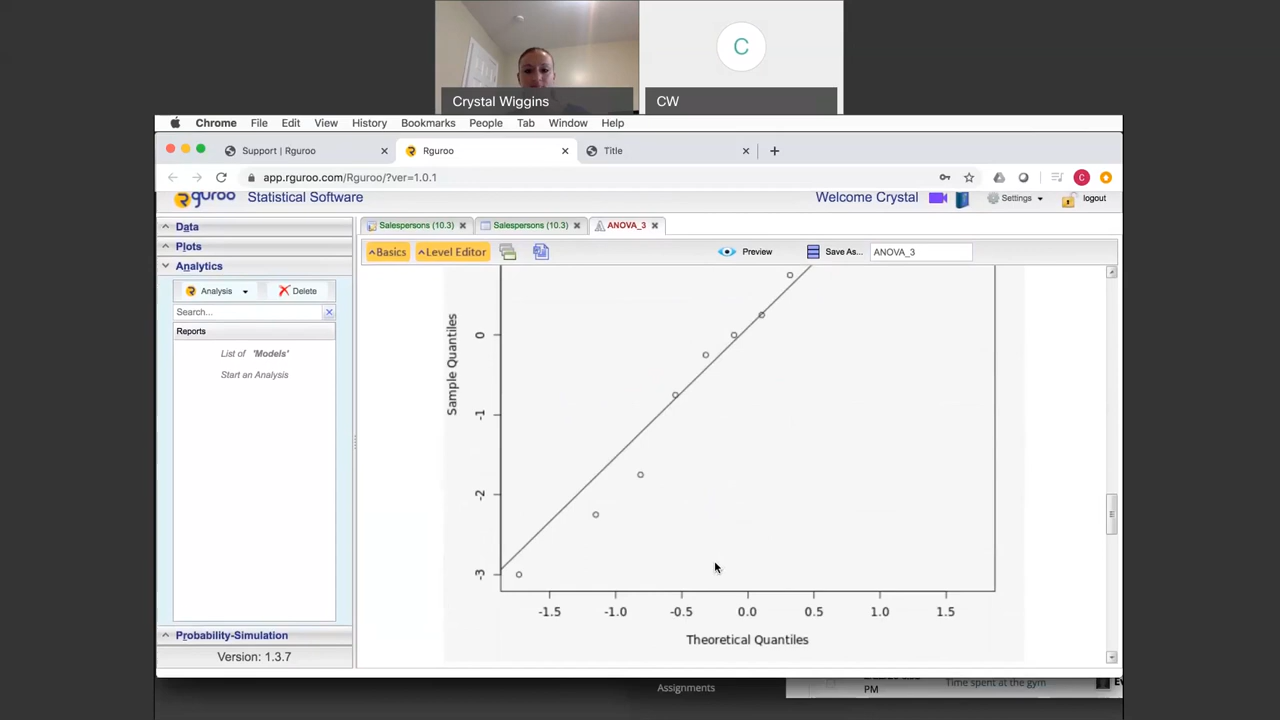 C
Crystal Wiggins
CW
Chrome File Edit View History Bookmarks People Tab Window Help
Support | Rguroo
Rguroo
Title
app.rguroo.com/Rguroo/?ver=1.0.1
C
guroo Statistical Software
Welcome Crystal
Settings
logout
Data
Plots
Analytics
Analysis
Delete
Search...
Reports
List of "Models"
Start an Analysis
Probability-Simulation
Version: 1.3.7
Salespersons (10.3)
Salespersons (10.3)
ANOVA_3
Basics
Level Editor
Preview
Save As...
ANOVA_3
Sample Quantiles
0
-1
-2
-3
-1.5 -1.0 -0.5 0.0 0.5 1.0 1.5
Theoretical Quantiles
Assignments
PM
Time spent at the gym